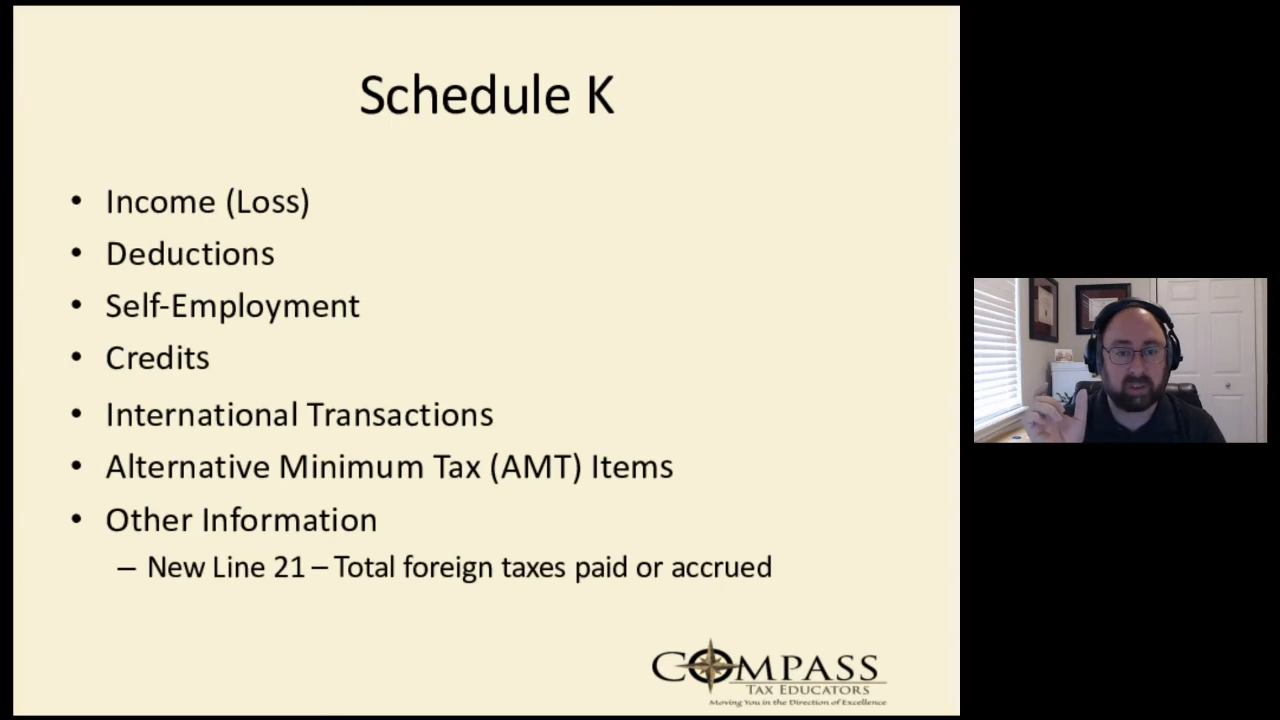 Schedule K
• Income (Loss)
• Deductions
• Self-Employment
• Credits
• International Transactions
• Alternative Minimum Tax (AMT) Items
• Other Information
– New Line 21 – Total foreign taxes paid or accrued
COMPASS
TAX EDUCATORS
Moving You in the Direction of Excellence